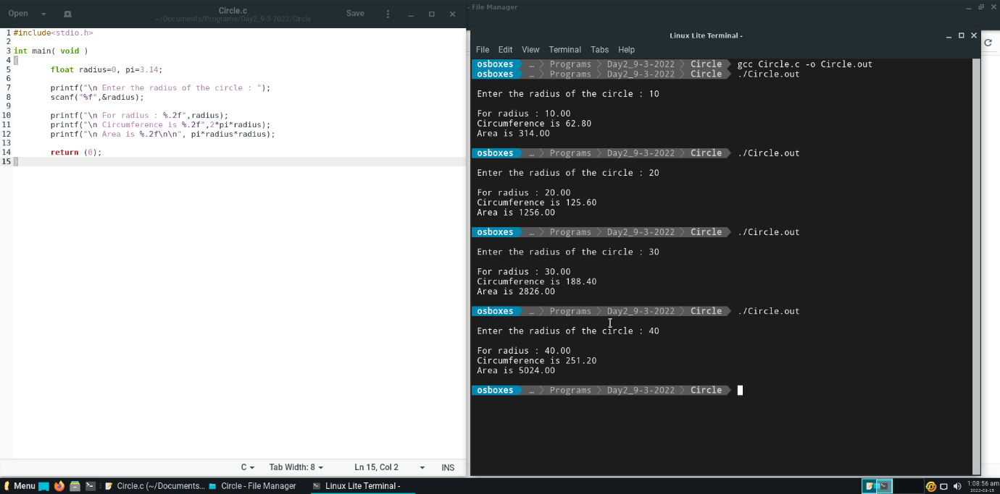 Open
Circle.c
~/Documents/Programs/Day2_9-3-2022/Circle
Save
- File Manager
1 #include<stdio.h>
2
3 int main( void )
4 {
5 float radius=0, pi=3.14;
6
7 printf("\n Enter the radius of the circle : ");
8 scanf("%f",&radius);
9
10 printf("\n For radius : %.2f",radius);
11 printf("\n Circumference is %.2f",2*pi*radius);
12 printf("\n Area is %.2f\n\n", pi*radius*radius);
13
14 return (0);
15 }
C Tab Width: 8 Ln 15, Col 2 INS
Linux Lite Terminal -
File Edit View Terminal Tabs Help
osboxes … Programs Day2_9-3-2022 Circle gcc Circle.c -o Circle.out
osboxes … Programs Day2_9-3-2022 Circle ./Circle.out
Enter the radius of the circle : 10
For radius : 10.00
Circumference is 62.80
Area is 314.00
osboxes … Programs Day2_9-3-2022 Circle ./Circle.out
Enter the radius of the circle : 20
For radius : 20.00
Circumference is 125.60
Area is 1256.00
osboxes … Programs Day2_9-3-2022 Circle ./Circle.out
Enter the radius of the circle : 30
For radius : 30.00
Circumference is 188.40
Area is 2826.00
osboxes … Programs Day2_9-3-2022 Circle ./Circle.out
Enter the radius of the circle : 40
For radius : 40.00
Circumference is 251.20
Area is 5024.00
osboxes … Programs Day2_9-3-2022 Circle
Menu Circle.c (~/Documents... Circle - File Manager Linux Lite Terminal - 1:08:56 am
2022-03-15